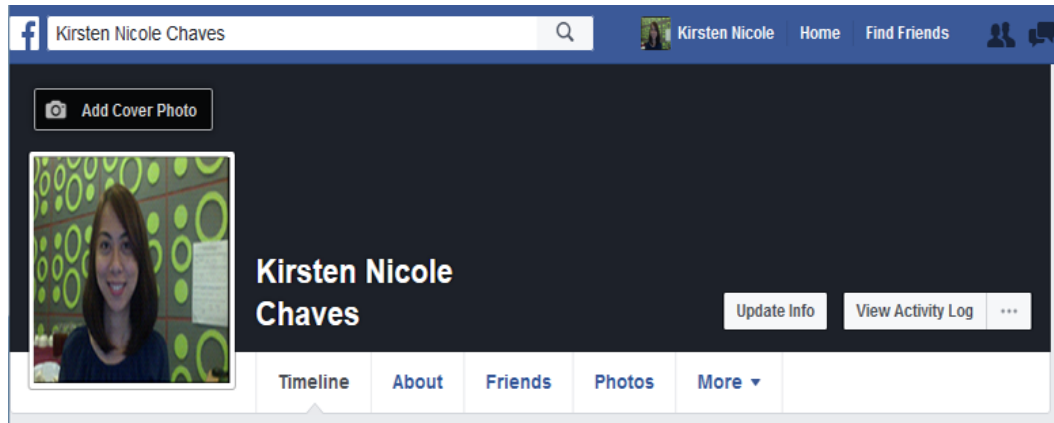 f Kirsten Nicole Chaves Kirsten Nicole Home Find Friends
Add Cover Photo
Kirsten Nicole
Chaves
Update Info View Activity Log ...
Timeline About Friends Photos More